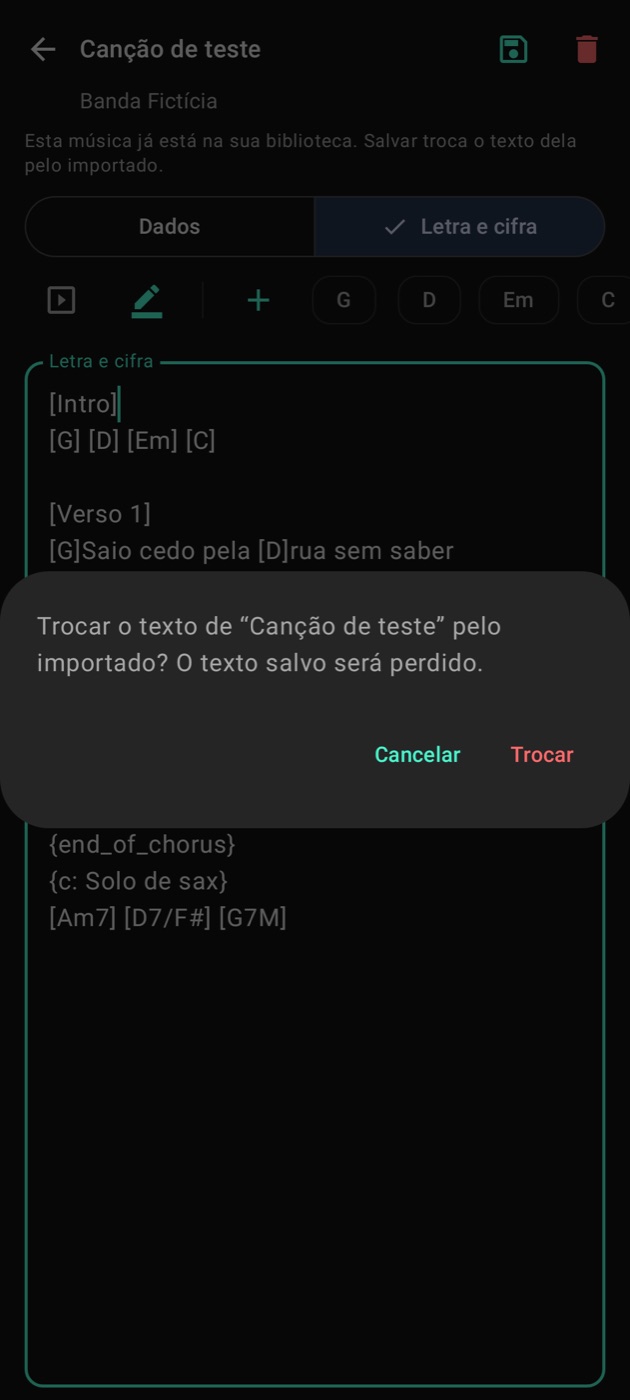 Canção de teste
Banda Fictícia
Esta música já está na sua biblioteca. Salvar troca o texto dela
pelo importado.
Dados
Letra e cifra
G
D
Em
C
Letra e cifra
[Intro]
[G] [D] [Em] [C]
[Verso 1]
[G]Saio cedo pela [D]rua sem saber
Trocar o texto de “Canção de teste” pelo
importado? O texto salvo será perdido.
Cancelar
Trocar
{end_of_chorus}
{c: Solo de sax}
[Am7] [D7/F#] [G7M]